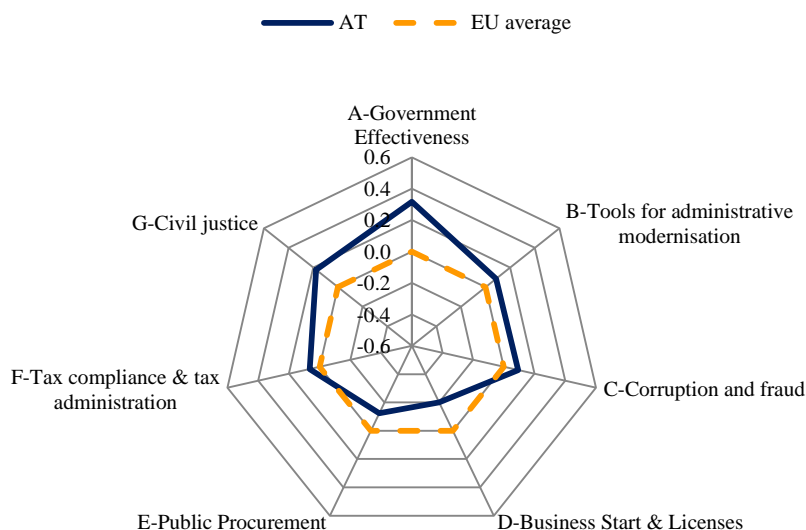 AT EU average
A-Government
Effectiveness
0.6
0.4
0.2
0.0
-0.2
-0.4
-0.6
B-Tools for administrative
modernisation
C-Corruption and fraud
D-Business Start & Licenses
E-Public Procurement
F-Tax compliance & tax
administration
G-Civil justice